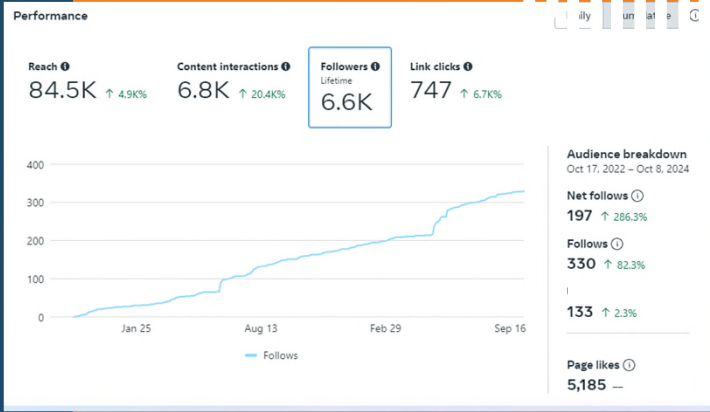 Performance
Reach
84.5K ↑ 4.9K%
Content interactions
6.8K ↑ 20.4K%
Followers
Lifetime
6.6K
Link clicks
747 ↑ 6.7K%
400
300
200
100
0
Jan 25
Aug 13
Feb 29
Sep 16
Follows
Audience breakdown
Oct 17, 2022 – Oct 8, 2024
Net follows
197 ↑ 286.3%
Follows
330 ↑ 82.3%
133 ↑ 2.3%
Page likes
5,185 —